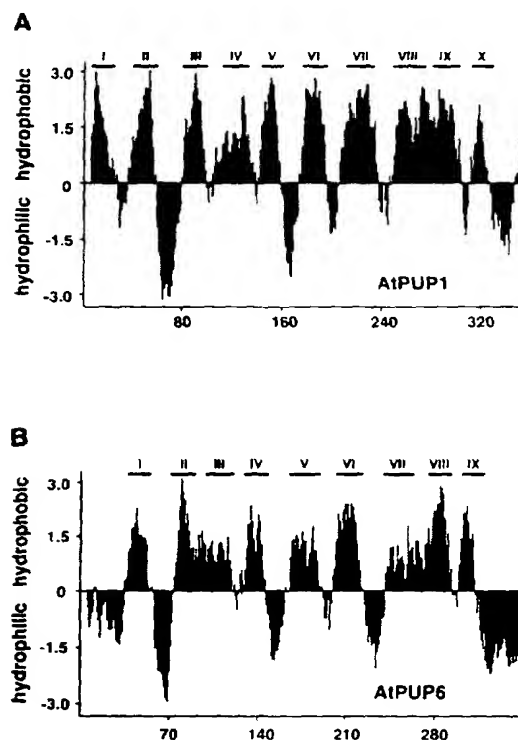 A
I II III IV V VI VII VIII IX X
hydrophilic hydrophobic
3.0
1.5
0
-1.5
-3.0
AtPUP1
80 160 240 320
B
I II III IV V VI VII VIII IX
hydrophilic hydrophobic
3.0
1.5
0
-1.5
-3.0
AtPUP6
70 140 210 280